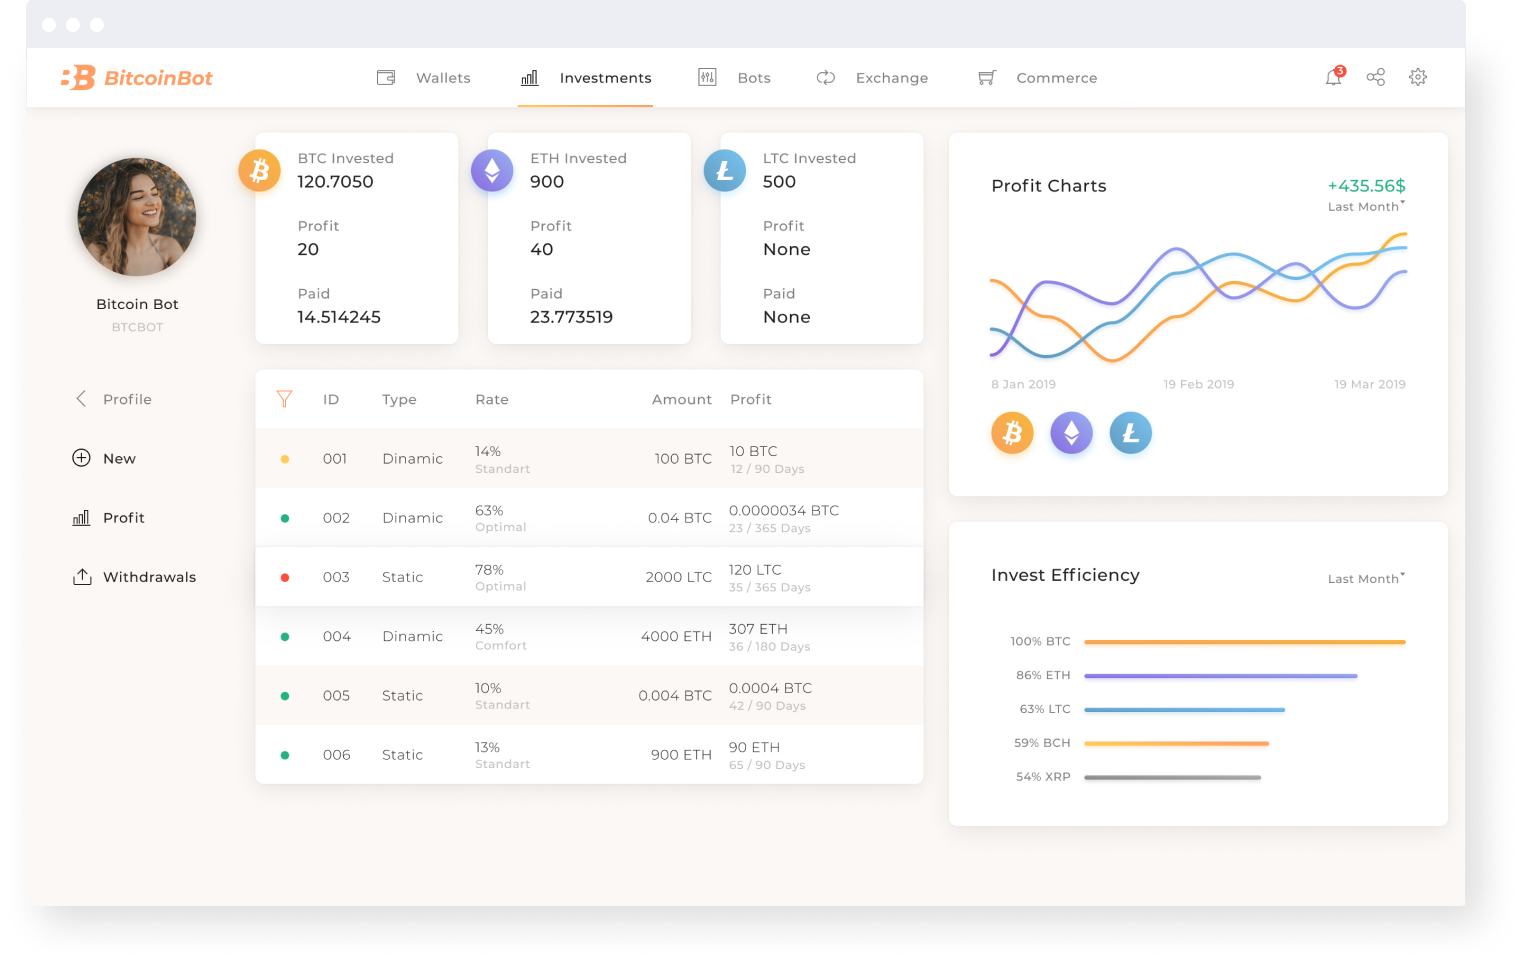 BitcoinBot
Wallets
Investments
Bots
Exchange
Commerce
3
Bitcoin Bot
BTCBOT
Profile
New
Profit
Withdrawals
BTC Invested
120.7050
Profit
20
Paid
14.514245
ETH Invested
900
Profit
40
Paid
23.773519
LTC Invested
500
Profit
None
Paid
None
ID Type Rate Amount Profit
001 Dinamic 14% 100 BTC 10 BTC
Standart 12 / 90 Days
002 Dinamic 63% 0.04 BTC 0.0000034 BTC
Optimal 23 / 365 Days
003 Static 78% 2000 LTC 120 LTC
Optimal 35 / 365 Days
004 Dinamic 45% 4000 ETH 307 ETH
Comfort 36 / 180 Days
005 Static 10% 0.004 BTC 0.0004 BTC
Standart 42 / 90 Days
006 Static 13% 900 ETH 90 ETH
Standart 65 / 90 Days
Profit Charts
+435.56$
Last Month
8 Jan 2019
19 Feb 2019
19 Mar 2019
Invest Efficiency
Last Month
100% BTC
86% ETH
63% LTC
59% BCH
54% XRP